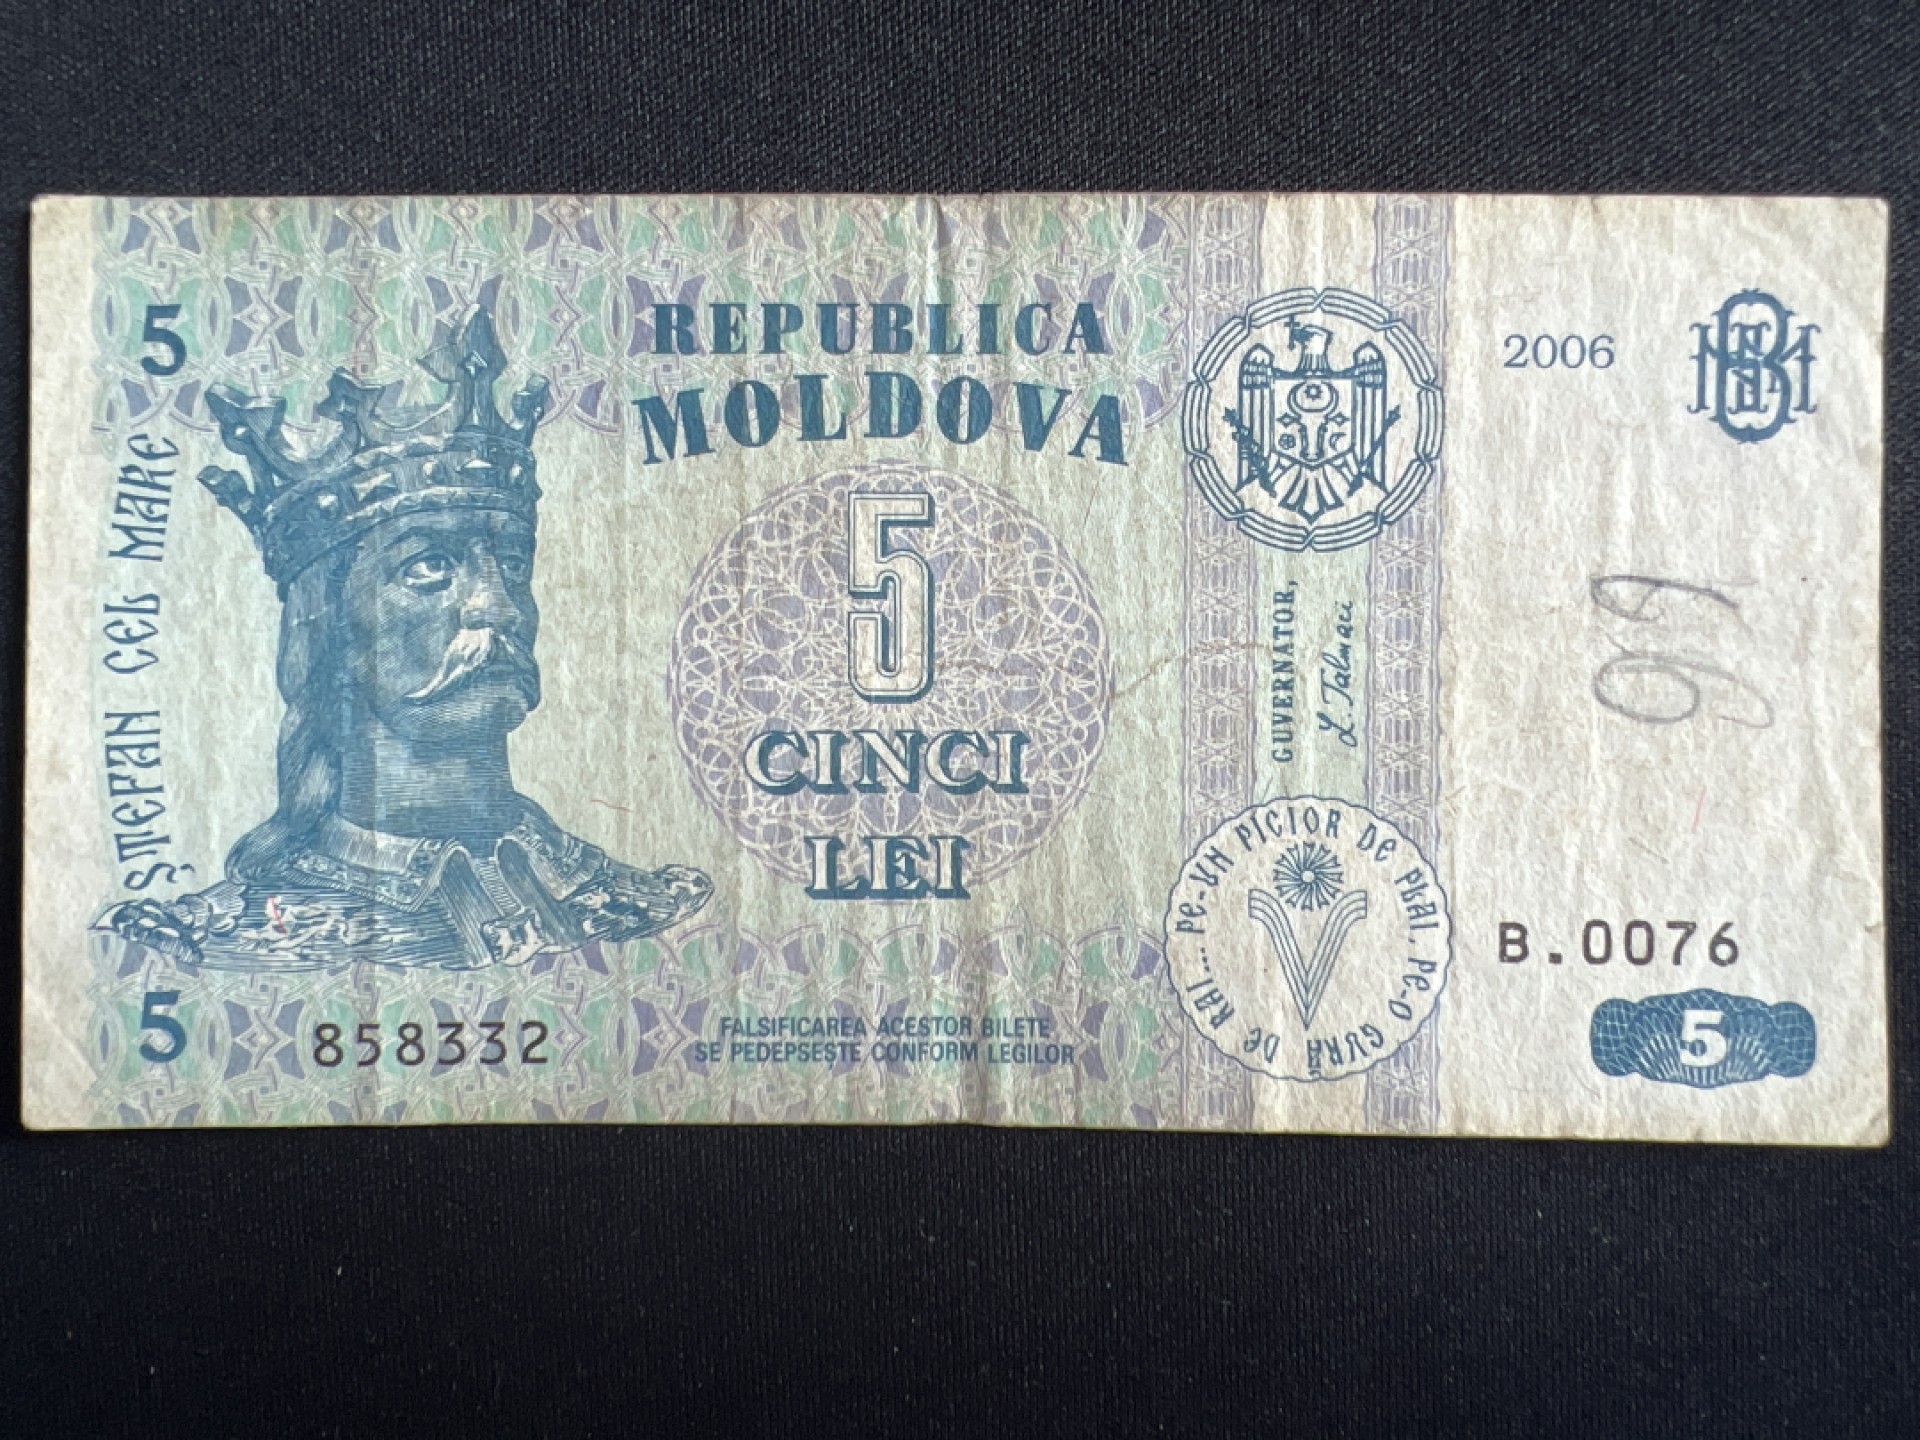 5
REPUBLICA
MOLDOVA
2006
ȘTEFAN CEL MARE
5
CINCI
LEI
GUVERNATOR,
L. Talmaci
PE-UN PICIOR DE PLAI, PE-O GURĂ DE RAI...
B.0076
5
858332
FALSIFICAREA ACESTOR BILETE
SE PEDEPSEȘTE CONFORM LEGILOR
5